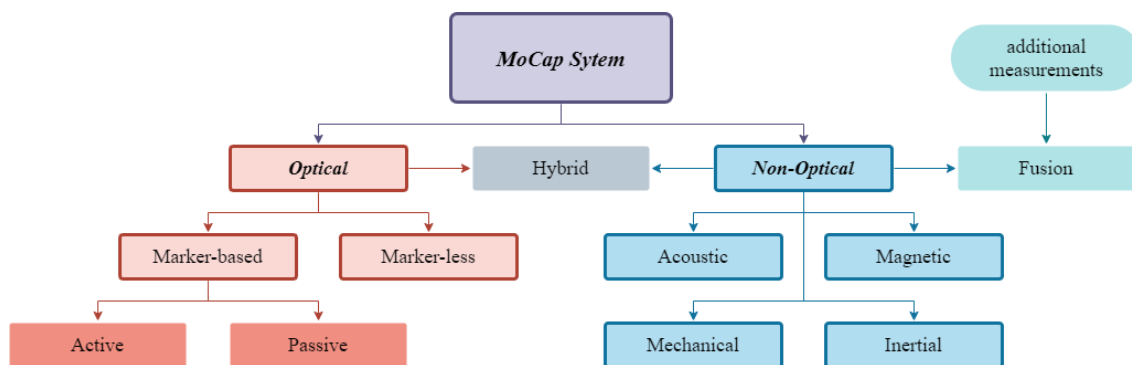 MoCap Sytem
additional
measurements
Optical
Hybrid
Non-Optical
Fusion
Marker-based
Marker-less
Acoustic
Magnetic
Active
Passive
Mechanical
Inertial